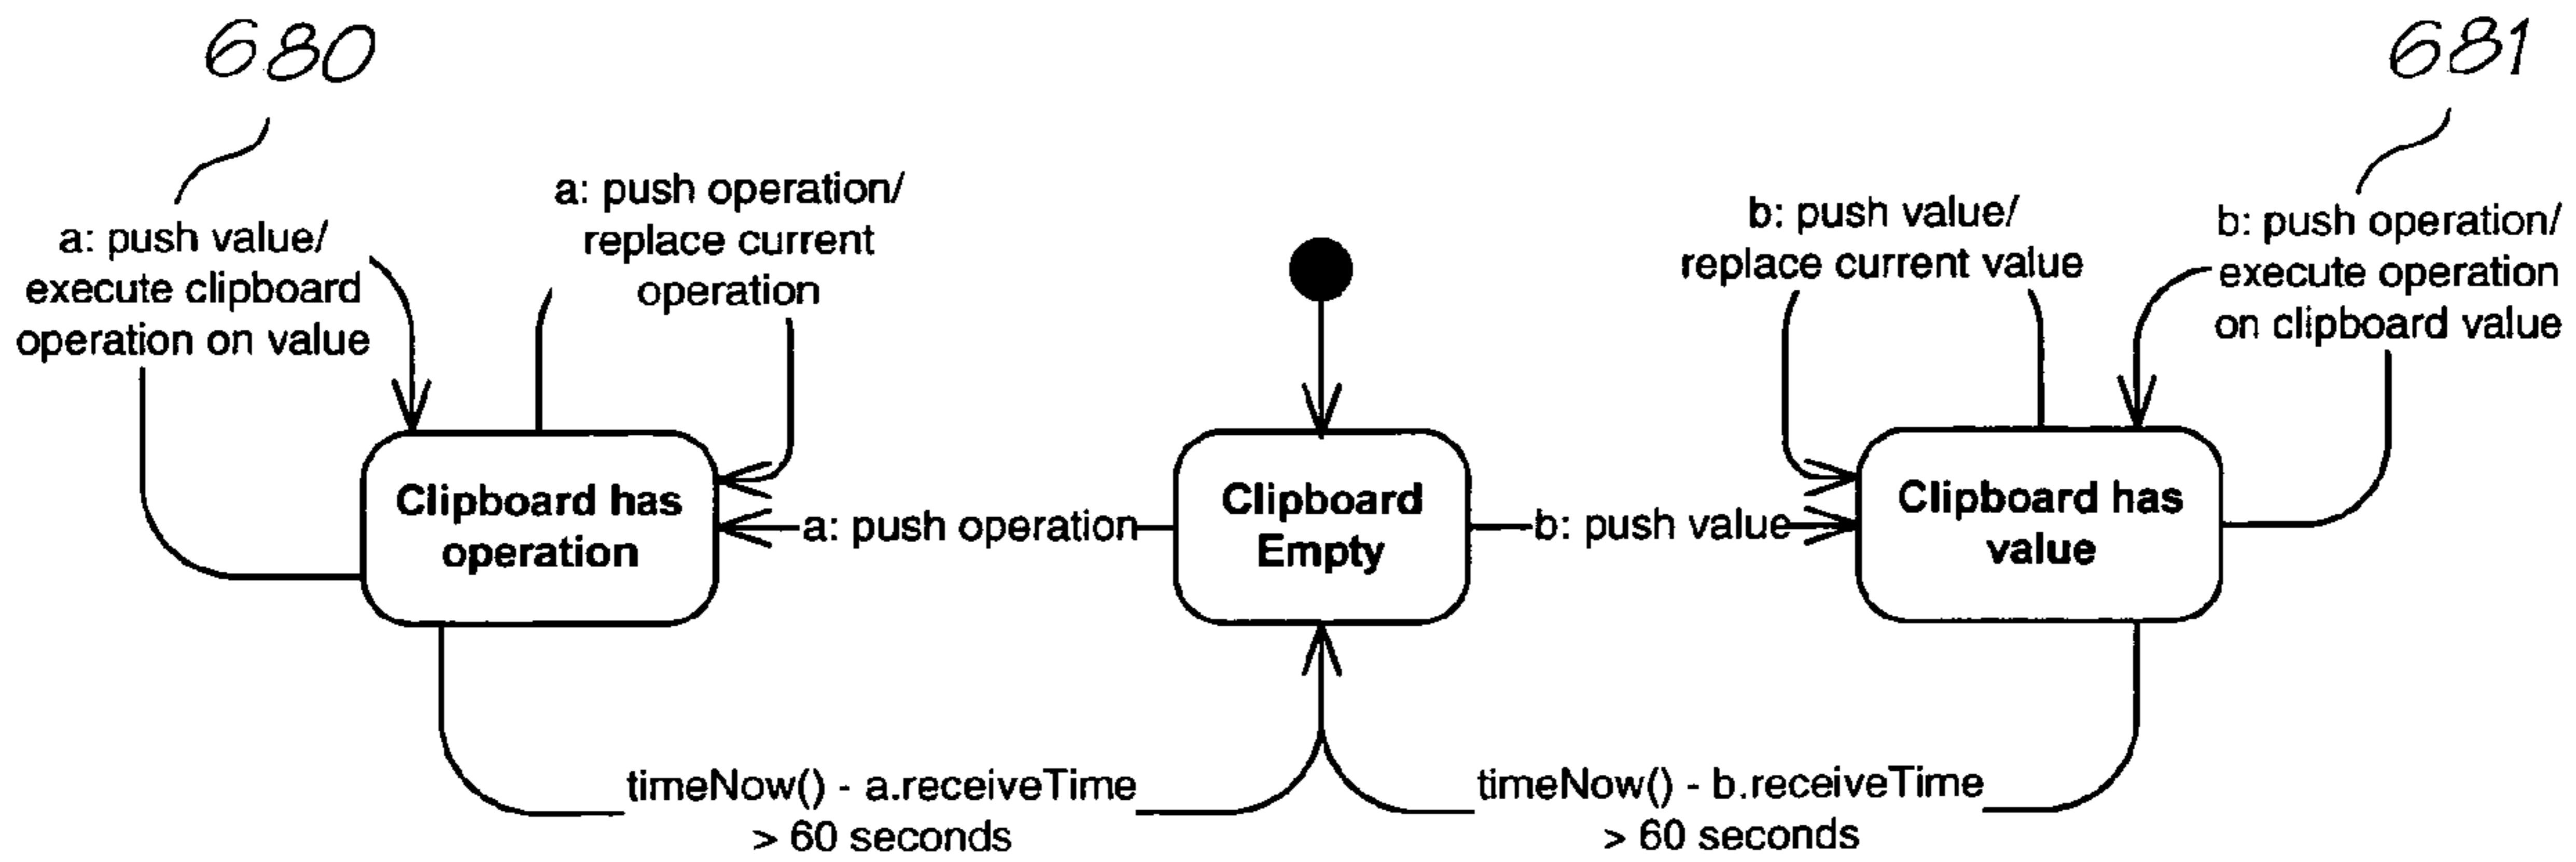 680
681
a: push value/
execute clipboard
operation on value
a: push operation/
replace current
operation
b: push value/
replace current value
b: push operation/
execute operation
on clipboard value
Clipboard has
operation
a: push operation
Clipboard
Empty
b: push value
Clipboard has
value
timeNow() - a.receiveTime
> 60 seconds
timeNow() - b.receiveTime
> 60 seconds